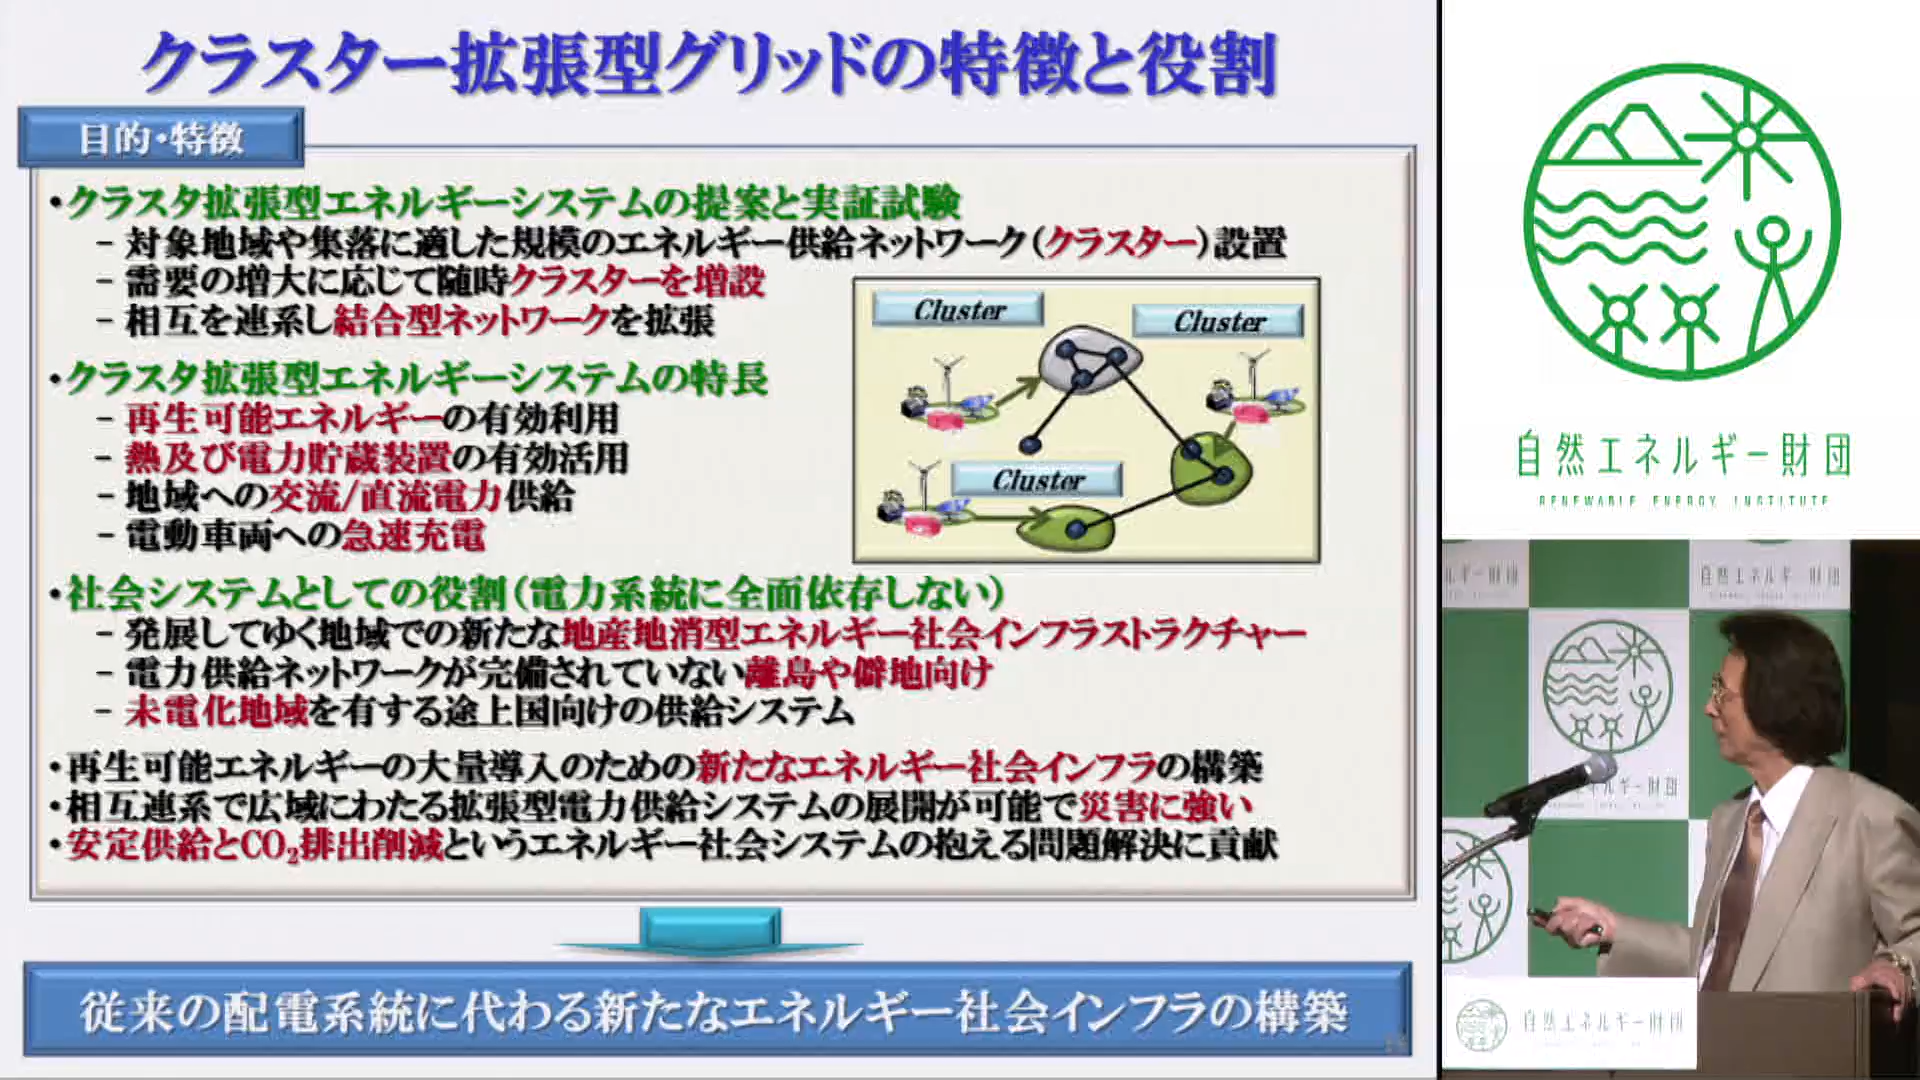 クラスター拡張型グリッドの特徴と役割
目的・特徴
・クラスタ拡張型エネルギーシステムの提案と実証試験
－対象地域や集落に適した規模のエネルギー供給ネットワーク（クラスター）設置
－需要の増大に応じて随時クラスターを増設
－相互を連系し結合型ネットワークを拡張
Cluster
Cluster
Cluster
・クラスタ拡張型エネルギーシステムの特長
－再生可能エネルギーの有効利用
－熱及び電力貯蔵装置の有効活用
－地域への交流/直流電力供給
－電動車両への急速充電
・社会システムとしての役割（電力系統に全面依存しない）
－発展してゆく地域での新たな地産地消型エネルギー社会インフラストラクチャー
－電力供給ネットワークが完備されていない離島や僻地向け
－未電化地域を有する途上国向けの供給システム
・再生可能エネルギーの大量導入のための新たなエネルギー社会インフラの構築
・相互連系で広域にわたる拡張型電力供給システムの展開が可能で災害に強い
・安定供給とCO₂排出削減というエネルギー社会システムの抱える問題解決に貢献
従来の配電系統に代わる新たなエネルギー社会インフラの構築
自然エネルギー財団
RENEWABLE ENERGY INSTITUTE
ルギー財団
自然エネルギー財団
エネルギー財団
自然エネルギー財団